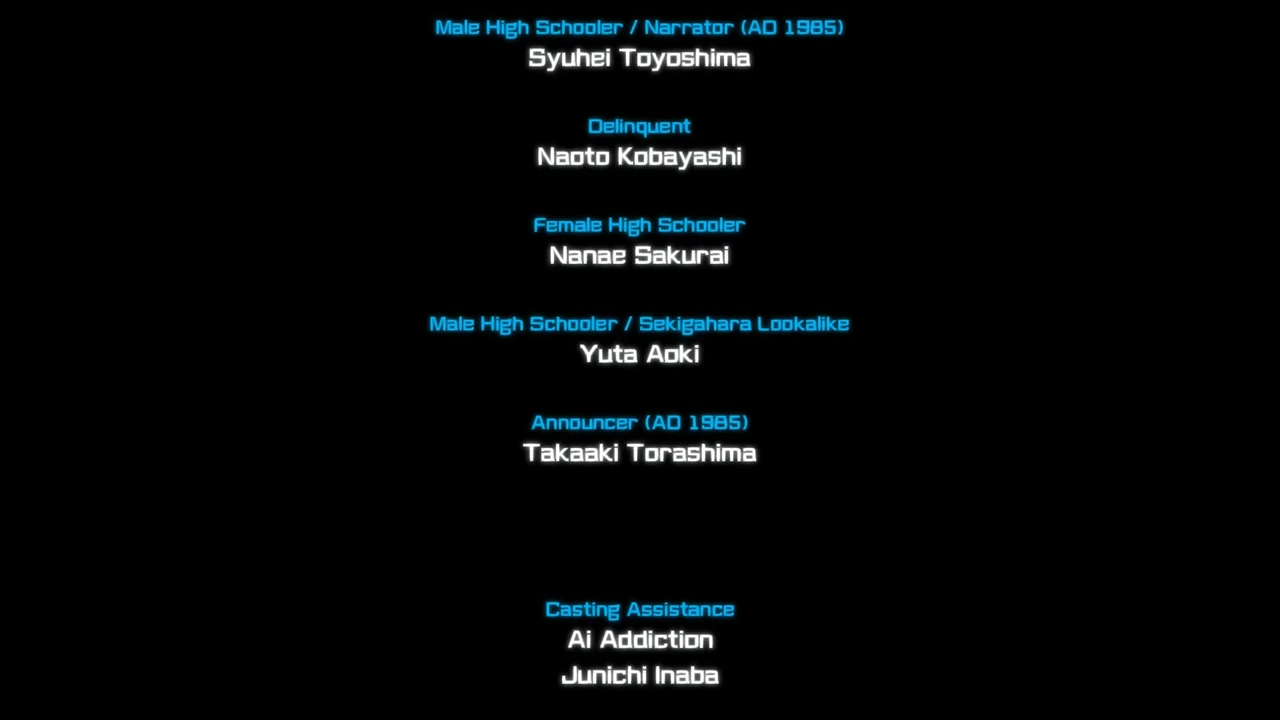 Male High Schooler / Narrator (AD 1985)
Syuhei Toyoshima
Delinquent
Naoto Kobayashi
Female High Schooler
Nanae Sakurai
Male High Schooler / Sekigahara Lookalike
Yuta Aoki
Announcer (AD 1985)
Takaaki Torashima
Casting Assistance
Ai Addiction
Junichi Inaba